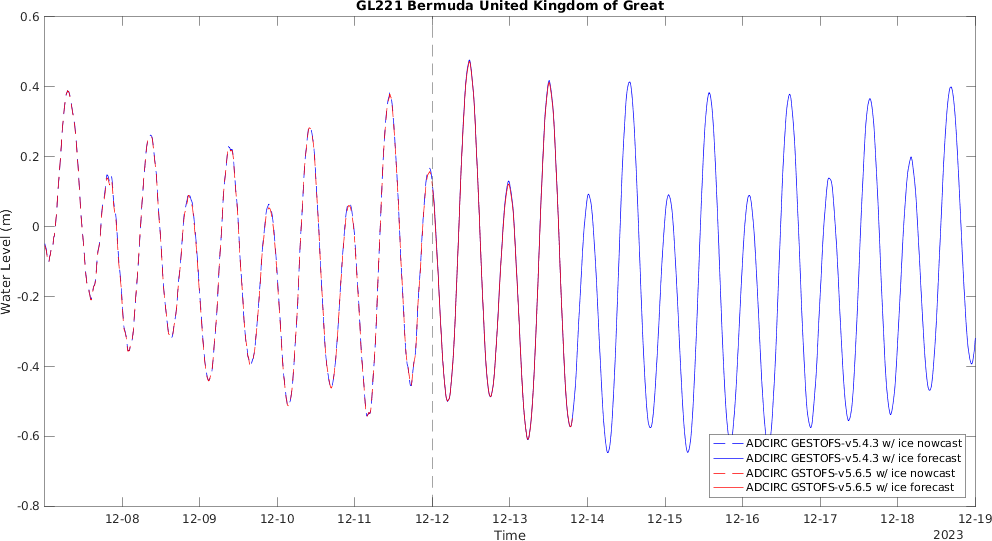 GL221 Bermuda United Kingdom of Great
0.6
0.4
0.2
0
-0.2
-0.4
-0.6
-0.8
Water Level (m)
ADCIRC GESTOFS-v5.4.3 w/ ice nowcast
ADCIRC GESTOFS-v5.4.3 w/ ice forecast
ADCIRC GSTOFS-v5.6.5 w/ ice nowcast
ADCIRC GSTOFS-v5.6.5 w/ ice forecast
12-08 12-09 12-10 12-11 12-12 12-13 12-14 12-15 12-16 12-17 12-18 12-19
Time
2023